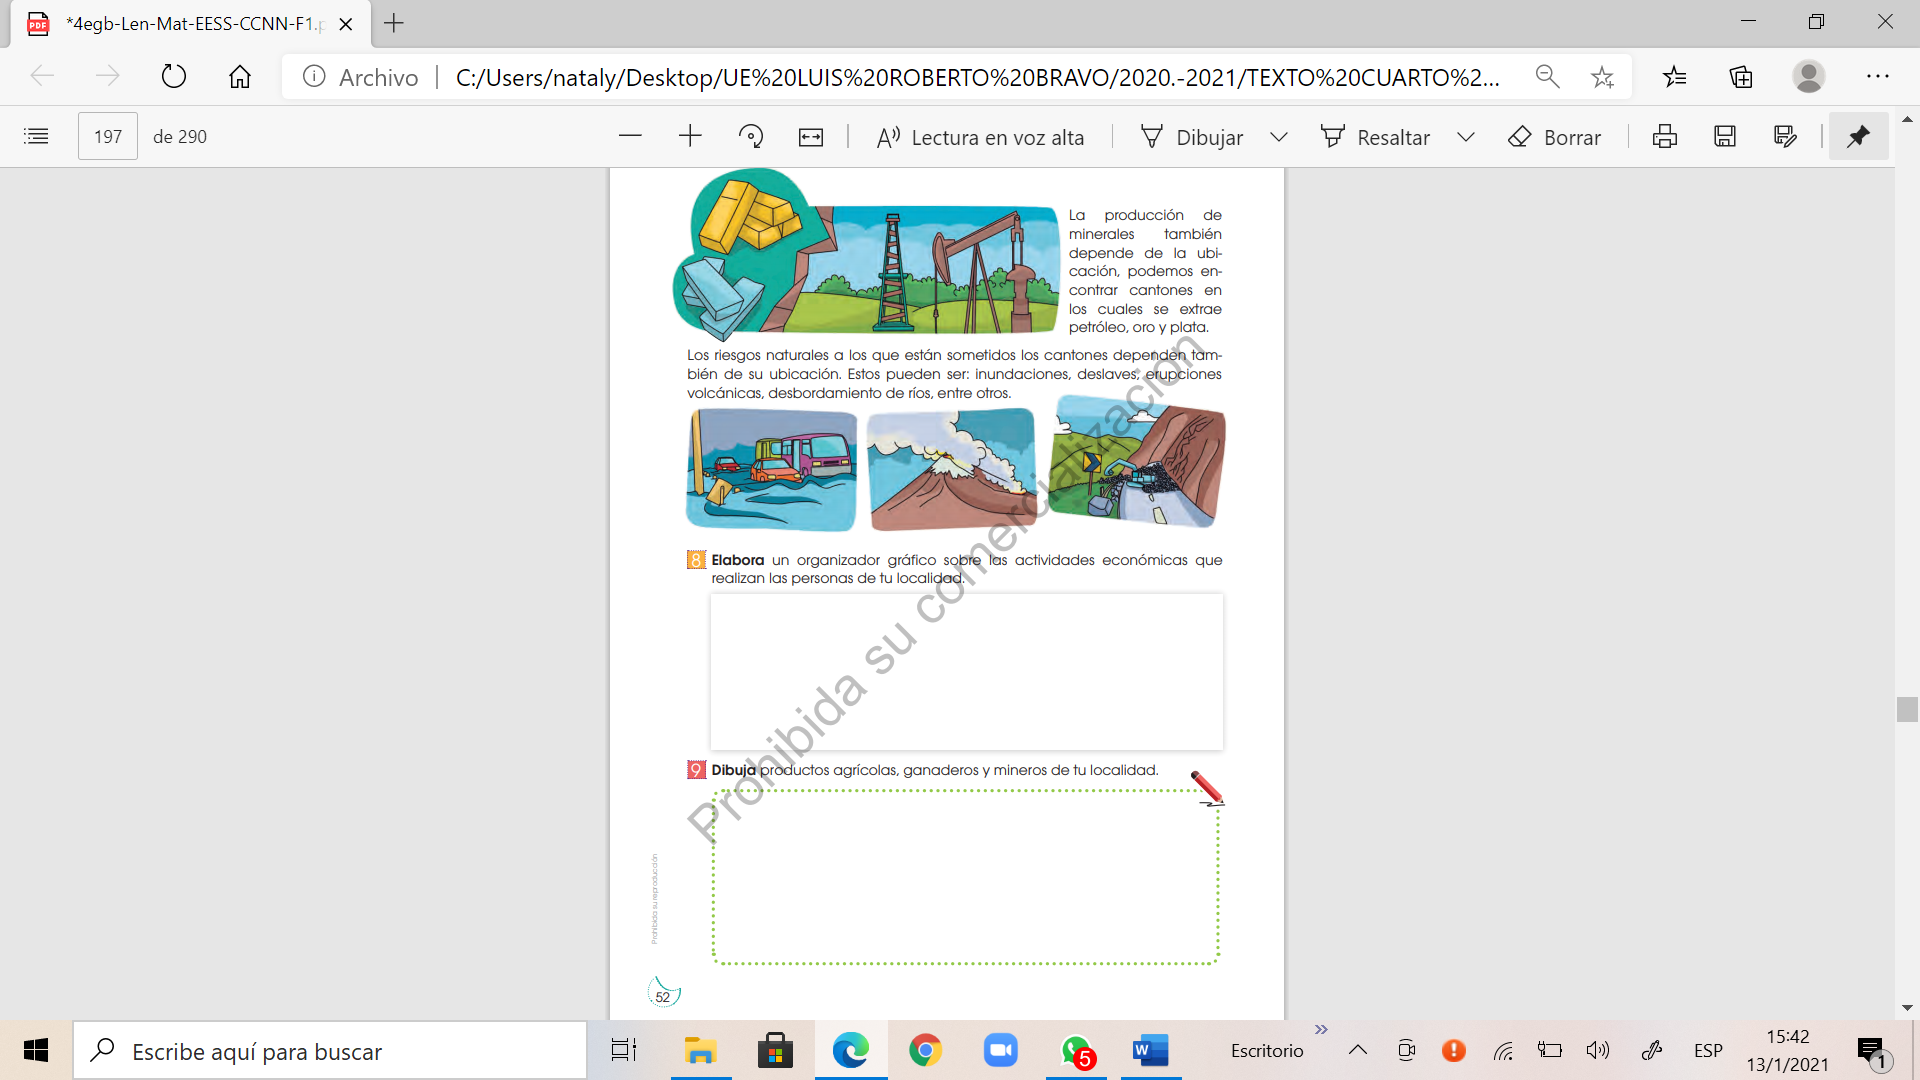 *4egb-Len-Mat-EESS-CCNN-F1.p
Archivo
C:/Users/nataly/Desktop/UE%20LUIS%20ROBERTO%20BRAVO/2020.-2021/TEXTO%20CUARTO%2...
197 de 290
Lectura en voz alta
Dibujar
Resaltar
Borrar
La producción de
minerales también
depende de la ubi-
cación, podemos en-
contrar cantones en
los cuales se extrae
petróleo, oro y plata.
Los riesgos naturales a los que están sometidos los cantones dependen tam-
bién de su ubicación. Estos pueden ser: inundaciones, deslaves, erupciones
volcánicas, desbordamiento de ríos, entre otros.
8 Elabora un organizador gráfico sobre las actividades económicas que
realizan las personas de tu localidad.
9 Dibuja productos agrícolas, ganaderos y mineros de tu localidad.
Prohibida su comercialización
Prohibida su reproducción
52
Escribe aquí para buscar
5
Escritorio
ESP
15:42
13/1/2021
1